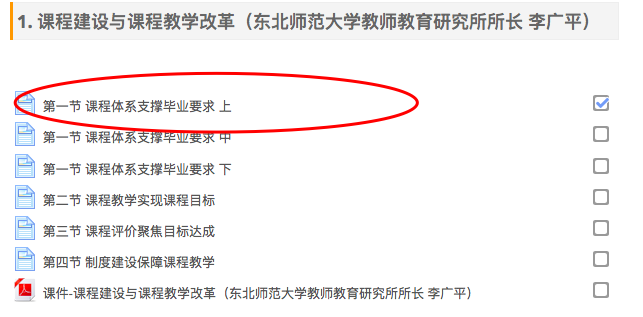 1. 课程建设与课程教学改革（东北师范大学教师教育研究所所长 李广平）
第一节 课程体系支撑毕业要求 上
第一节 课程体系支撑毕业要求 中
第一节 课程体系支撑毕业要求 下
第二节 课程教学实现课程目标
第三节 课程评价聚焦目标达成
第四节 制度建设保障课程教学
课件-课程建设与课程教学改革（东北师范大学教师教育研究所所长 李广平）